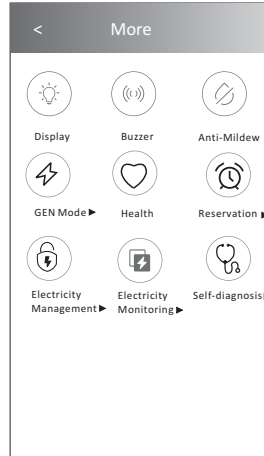 < More
Display Buzzer Anti-Mildew
GEN Mode▶ Health Reservation▶
Electricity Electricity Self-diagnosis
Management▶ Monitoring▶